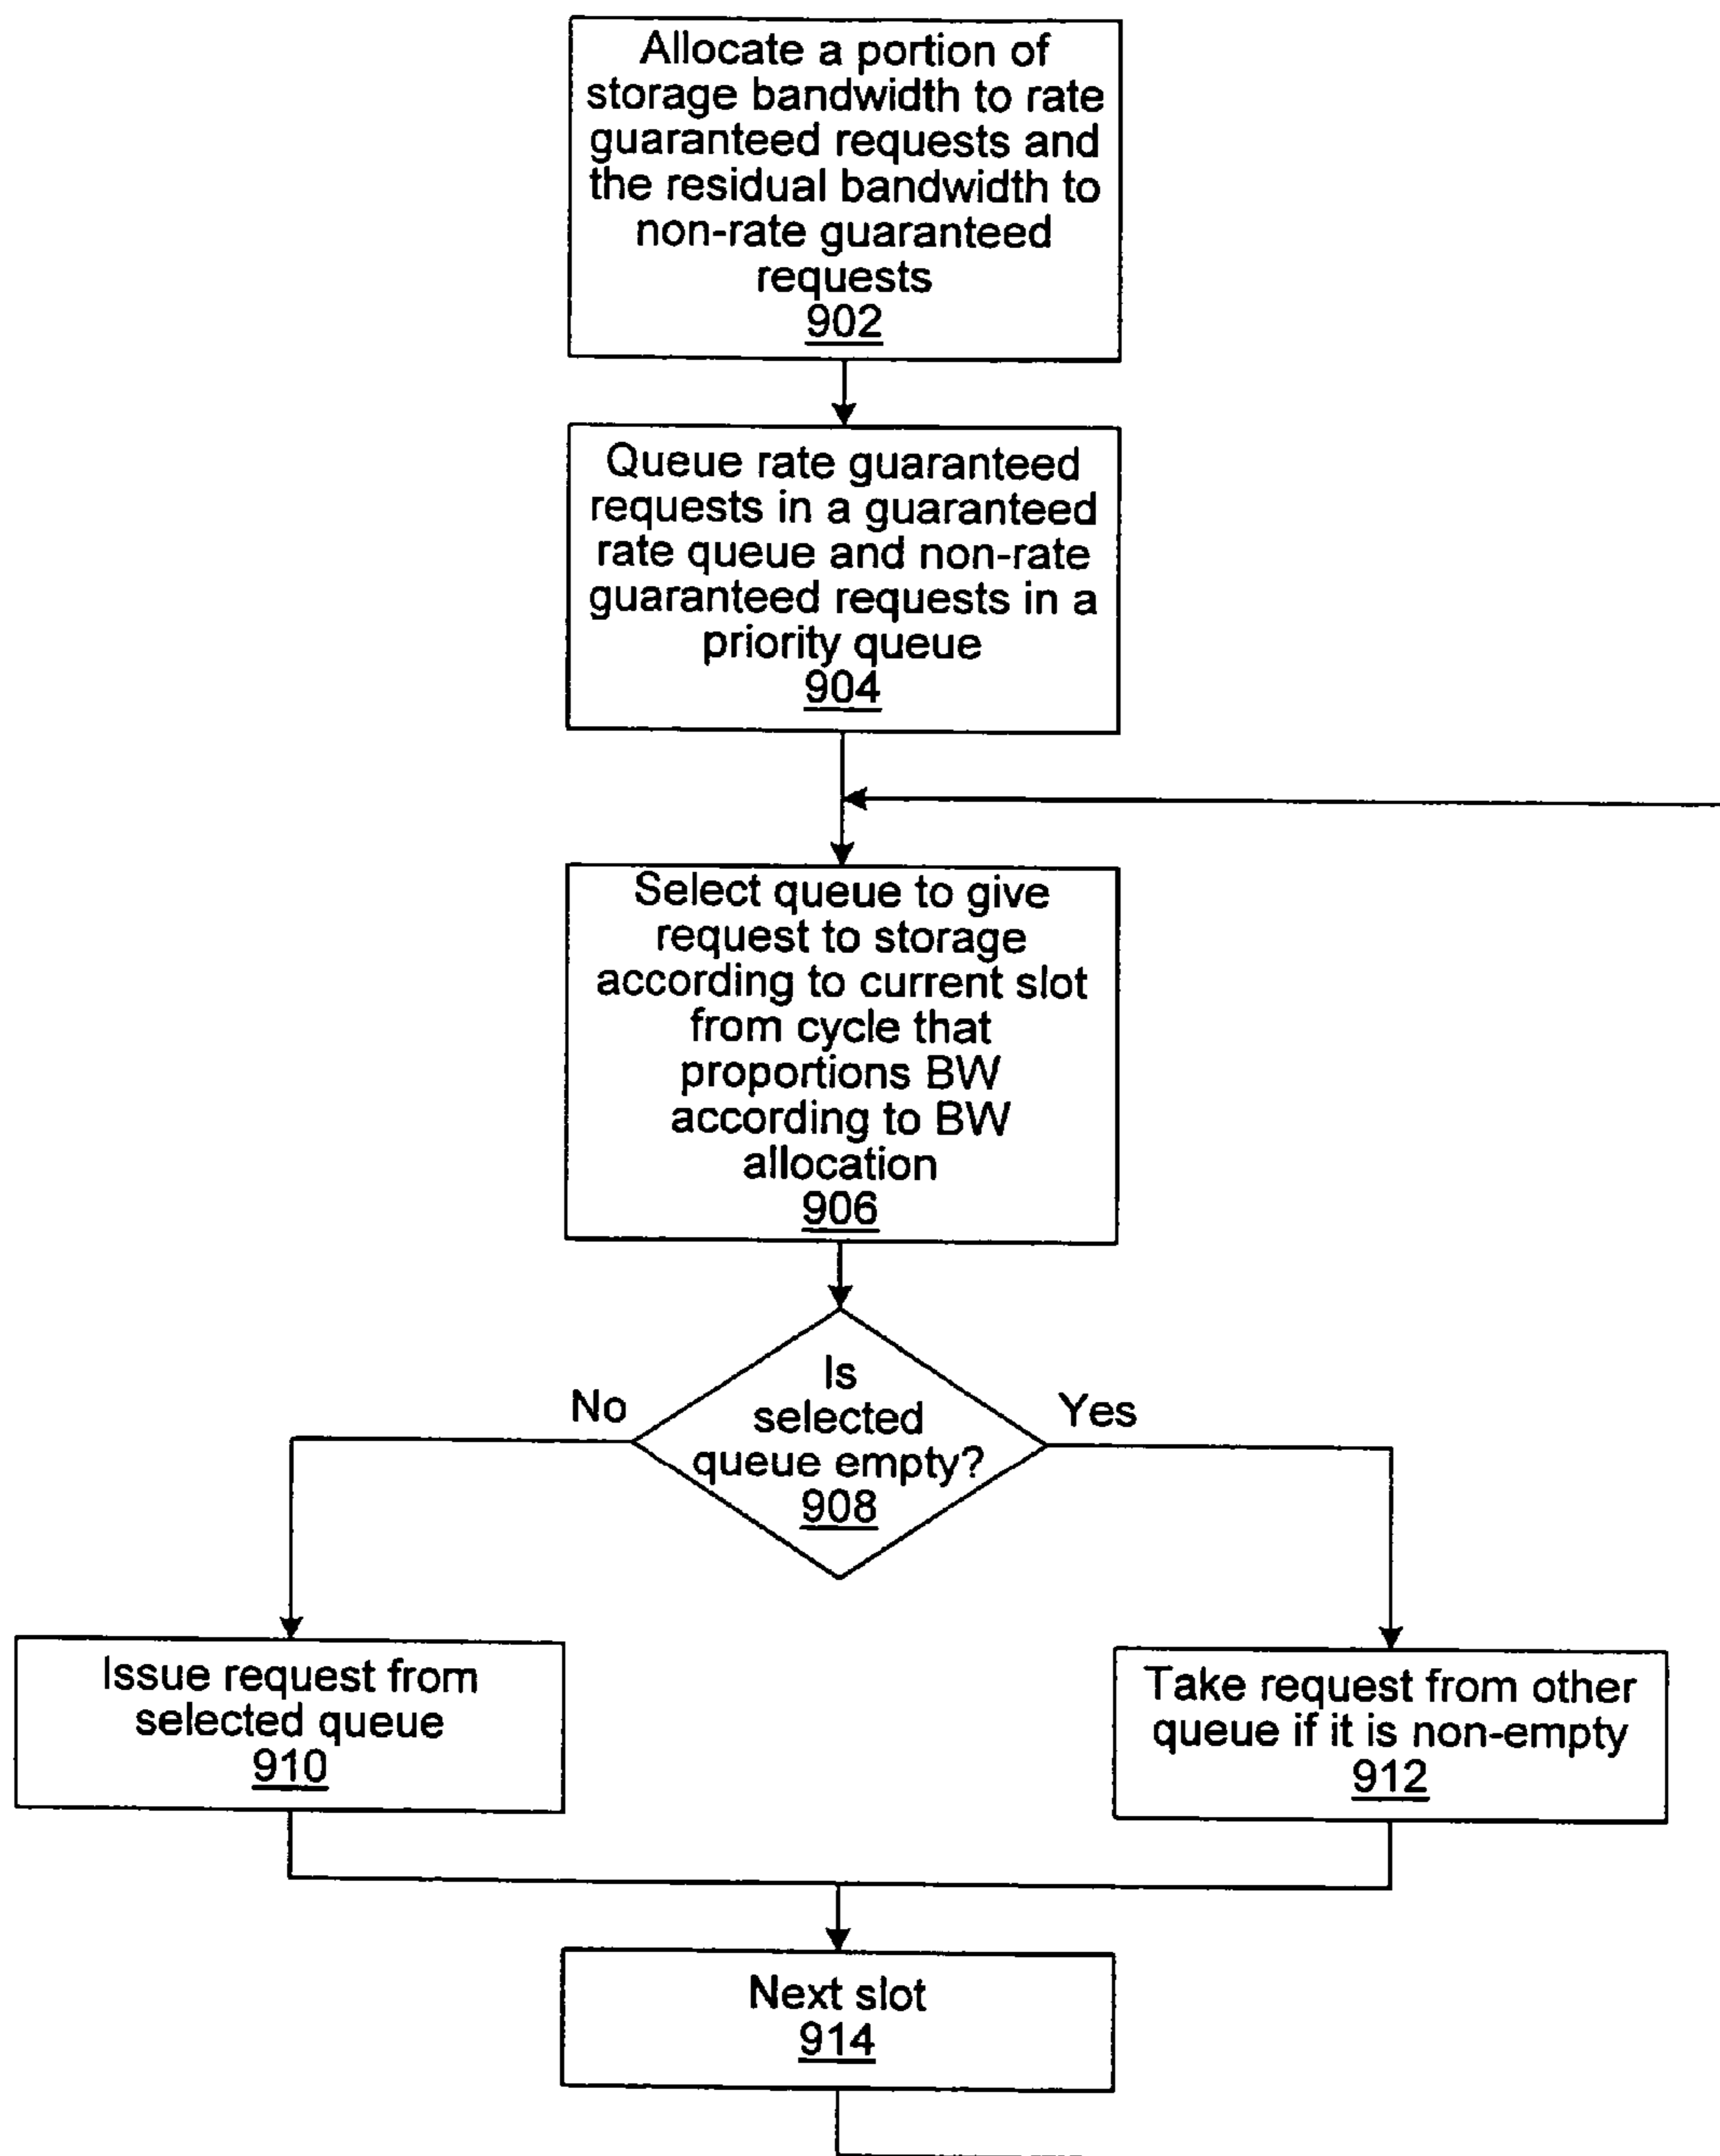 Allocate a portion of
storage bandwidth to rate
guaranteed requests and
the residual bandwidth to
non-rate guaranteed
requests
902
Queue rate guaranteed
requests in a guaranteed
rate queue and non-rate
guaranteed requests in a
priority queue
904
Select queue to give
request to storage
according to current slot
from cycle that
proportions BW
according to BW
allocation
906
Is
selected
queue empty?
908
No
Yes
Issue request from
selected queue
910
Take request from other
queue if it is non-empty
912
Next slot
914